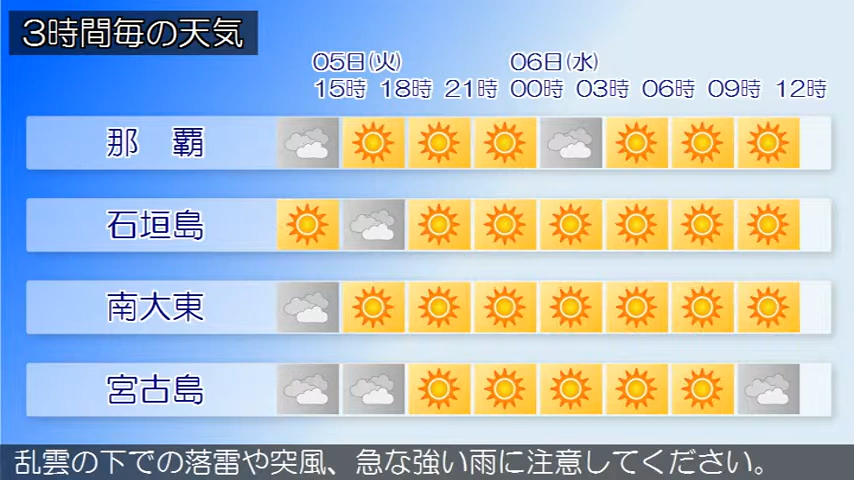 3時間毎の天気
05日(火) 06日(水)
15時 18時 21時 00時 03時 06時 09時 12時
那 覇
石垣島
南大東
宮古島
乱雲の下での落雷や突風、急な強い雨に注意してください。